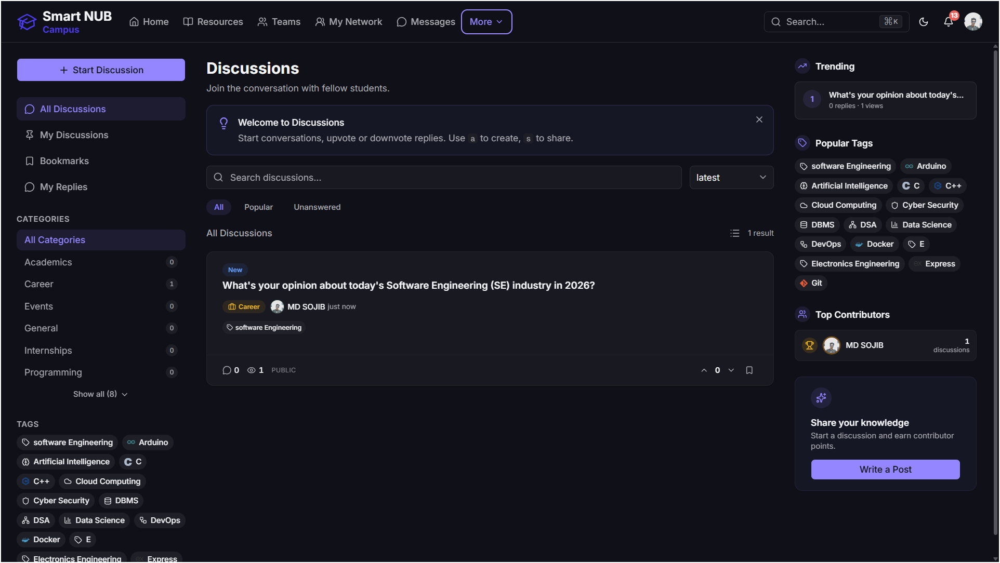 Smart NUB
Campus
Home
Resources
Teams
My Network
Messages
More
Search...
⌘K
13
Start Discussion
All Discussions
My Discussions
Bookmarks
My Replies
CATEGORIES
All Categories
Academics 0
Career 1
Events 0
General 0
Internships 0
Programming 0
Show all (8)
TAGS
software Engineering
Arduino
Artificial Intelligence
C
C++
Cloud Computing
Cyber Security
DBMS
DSA
Data Science
DevOps
Docker
E
Electronics Engineering
Express
Discussions
Join the conversation with fellow students.
Welcome to Discussions
Start conversations, upvote or downvote replies. Use a to create, s to share.
Search discussions...
latest
All
Popular
Unanswered
All Discussions
1 result
New
What's your opinion about today's Software Engineering (SE) industry in 2026?
Career
MD SOJIB just now
software Engineering
0
1
PUBLIC
0
Trending
1
What's your opinion about today's...
0 replies · 1 views
Popular Tags
software Engineering
Arduino
Artificial Intelligence
C
C++
Cloud Computing
Cyber Security
DBMS
DSA
Data Science
DevOps
Docker
E
Electronics Engineering
Express
Git
Top Contributors
MD SOJIB
1
discussions
Share your knowledge
Start a discussion and earn contributor
points.
Write a Post